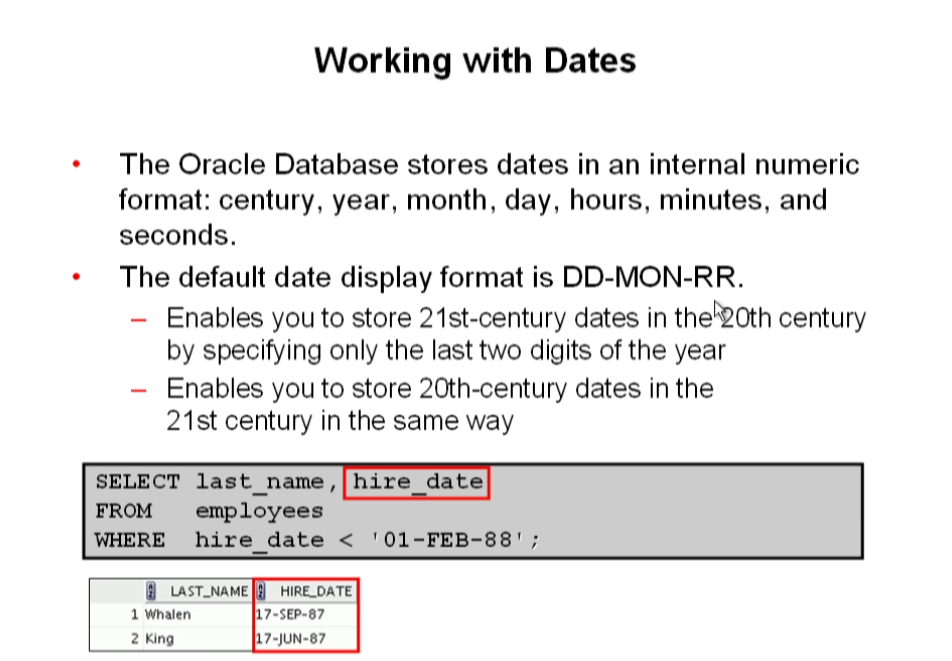 Working with Dates
• The Oracle Database stores dates in an internal numeric
format: century, year, month, day, hours, minutes, and
seconds.
• The default date display format is DD-MON-RR.
– Enables you to store 21st-century dates in the 20th century
by specifying only the last two digits of the year
– Enables you to store 20th-century dates in the
21st century in the same way
SELECT last_name, hire_date
FROM employees
WHERE hire_date < '01-FEB-88';
LAST_NAME HIRE_DATE
1 Whalen 17-SEP-87
2 King 17-JUN-87